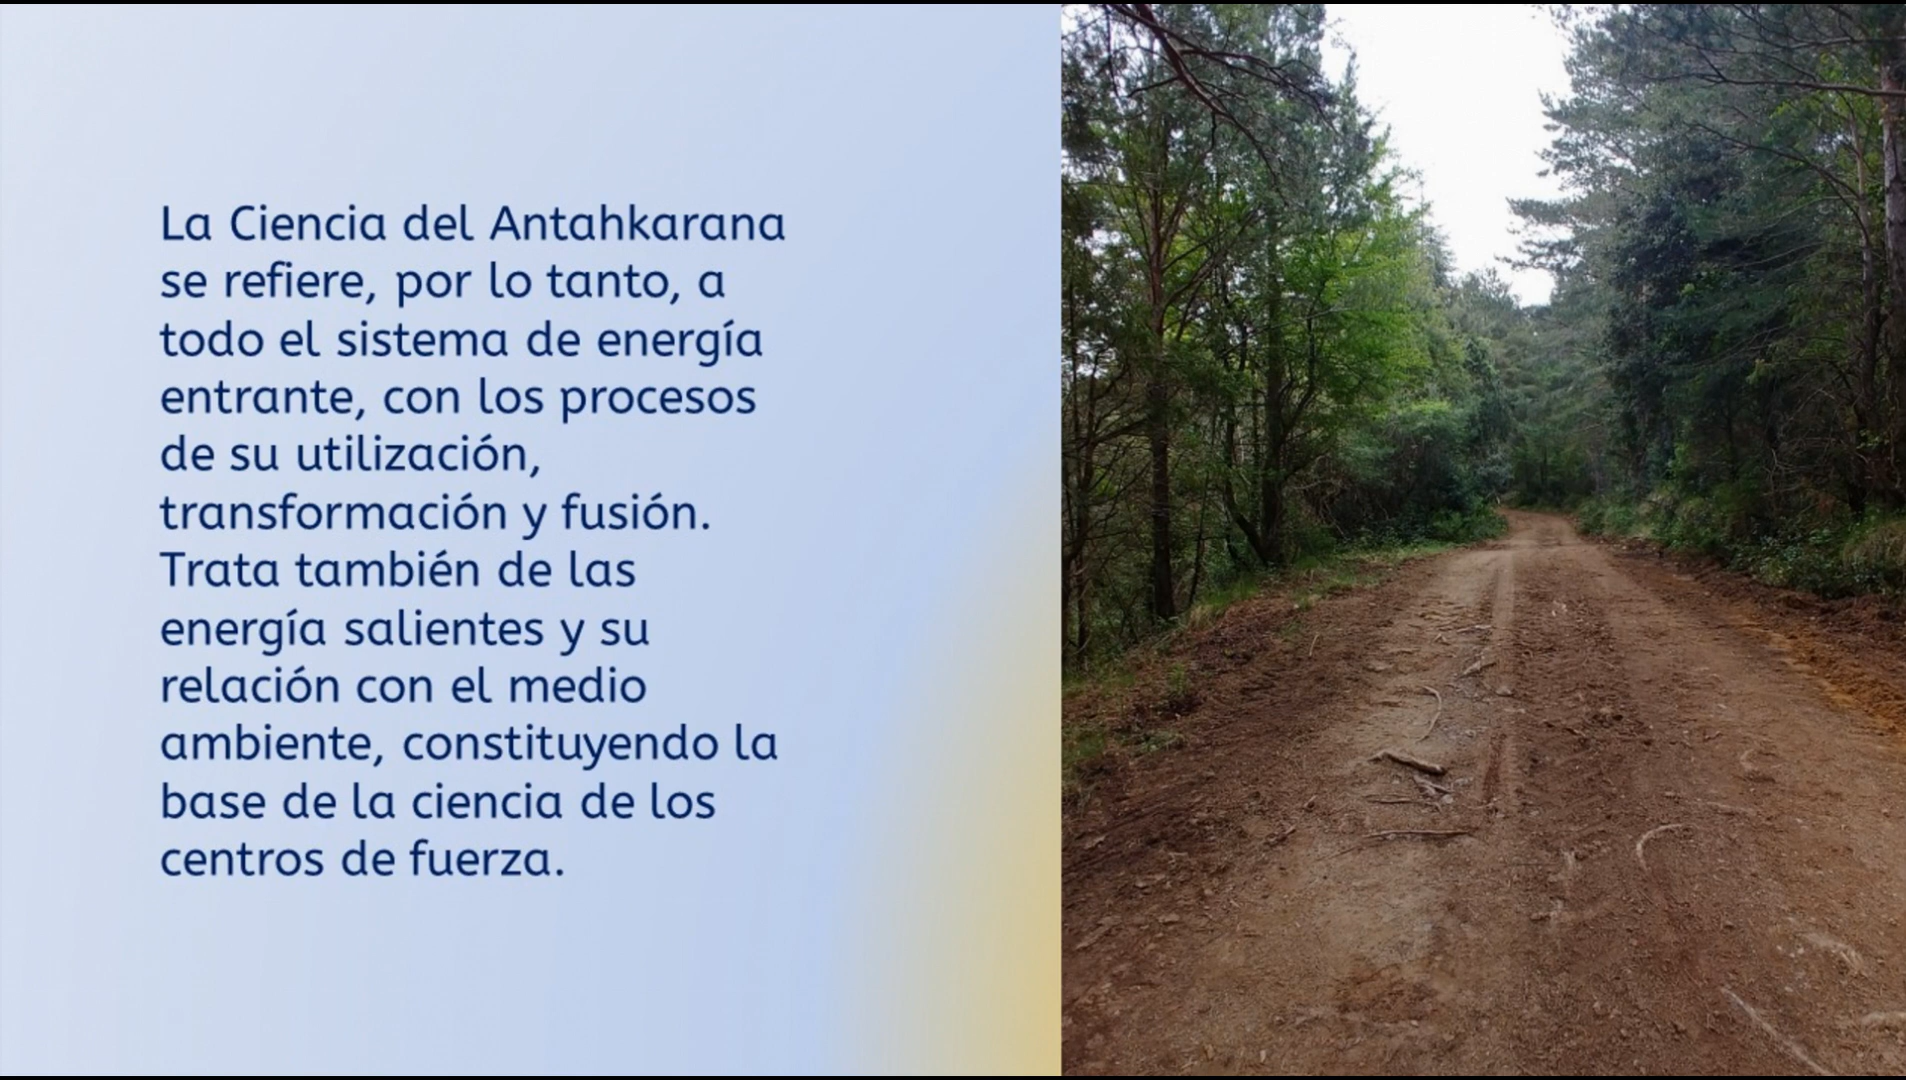 La Ciencia del Antahkarana
se refiere, por lo tanto, a
todo el sistema de energía
entrante, con los procesos
de su utilización,
transformación y fusión.
Trata también de las
energía salientes y su
relación con el medio
ambiente, constituyendo la
base de la ciencia de los
centros de fuerza.